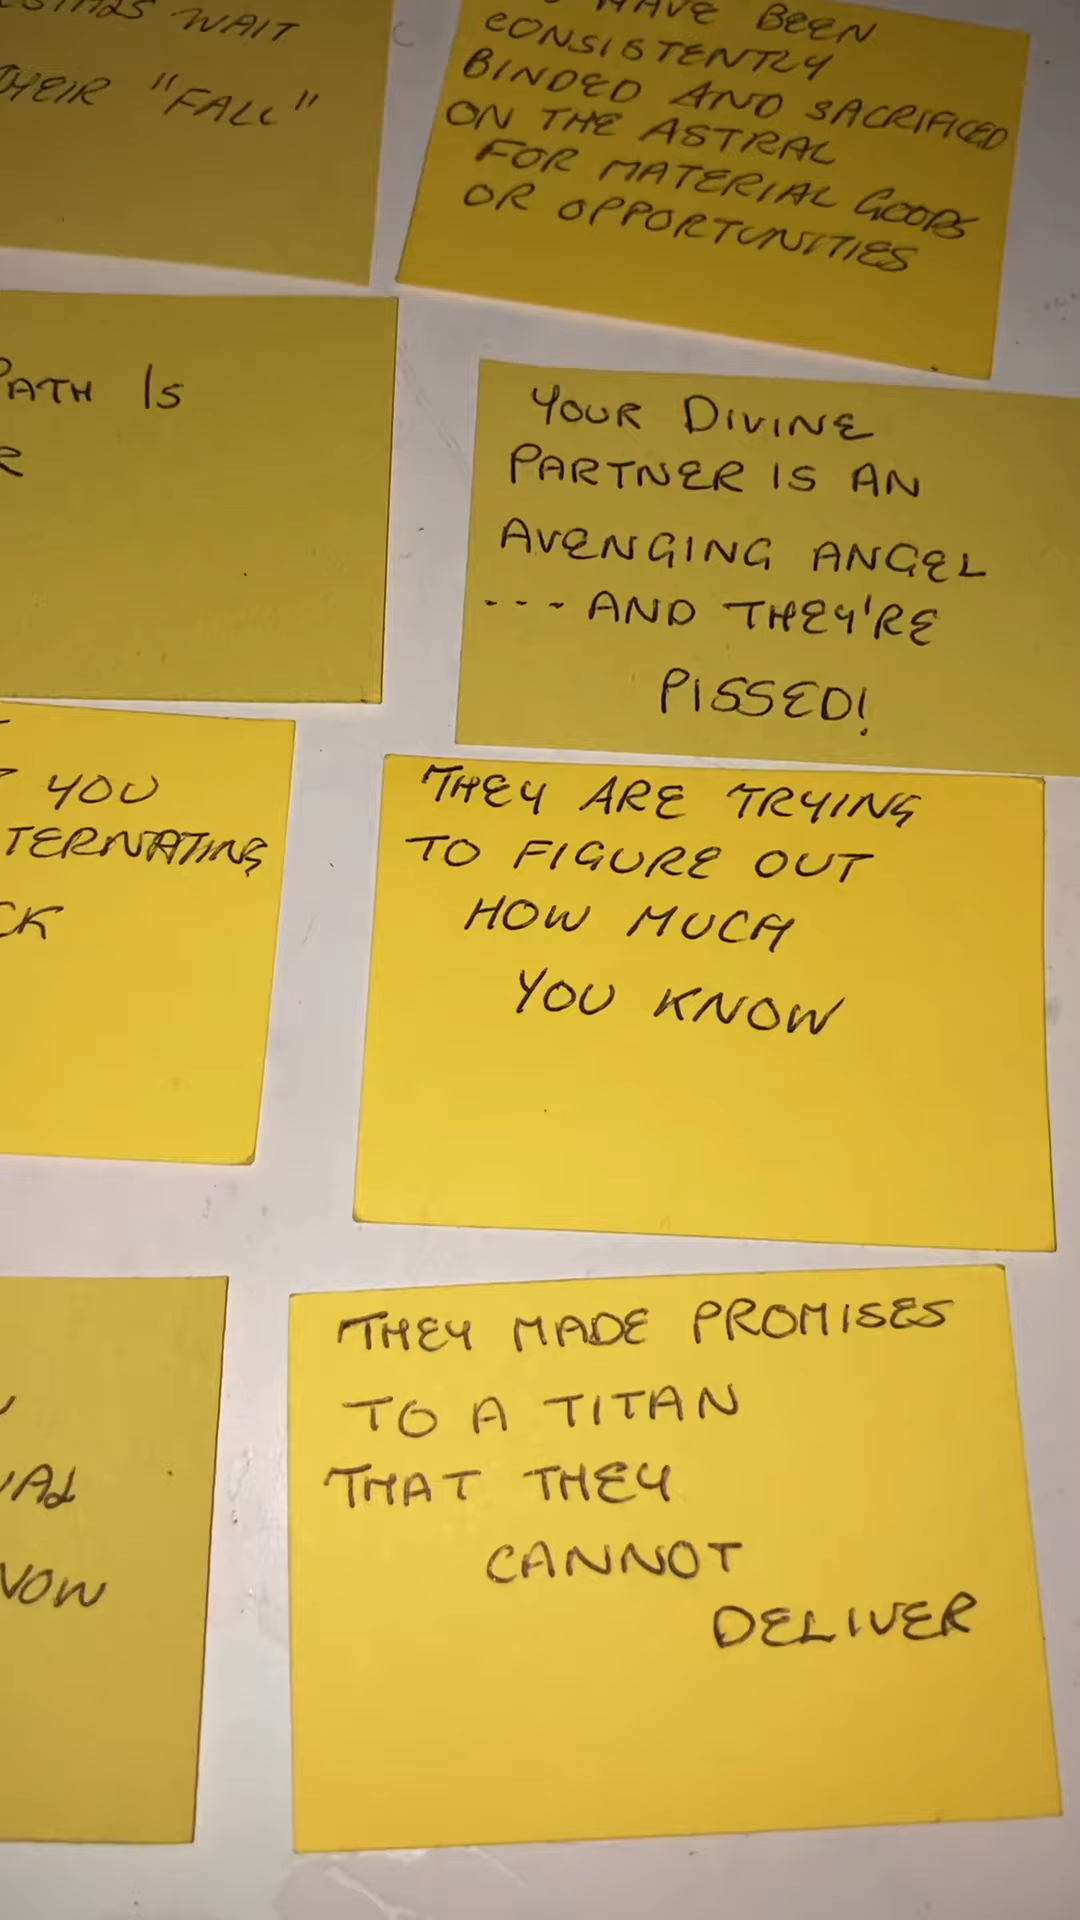 WAIT
THEIR "FALL"
HAVE BEEN
CONSISTENTLY
BINDED AND SACRIFICED
ON THE ASTRAL
FOR MATERIAL GOODS
OR OPPORTUNITIES
PATH IS
YOUR DIVINE
PARTNER IS AN
AVENGING ANGEL
---- AND THEY'RE
PISSED!
YOU
THEY ARE TRYING
TO FIGURE OUT
HOW MUCH
YOU KNOW
THEY MADE PROMISES
TO A TITAN
THAT THEY
CANNOT
DELIVER